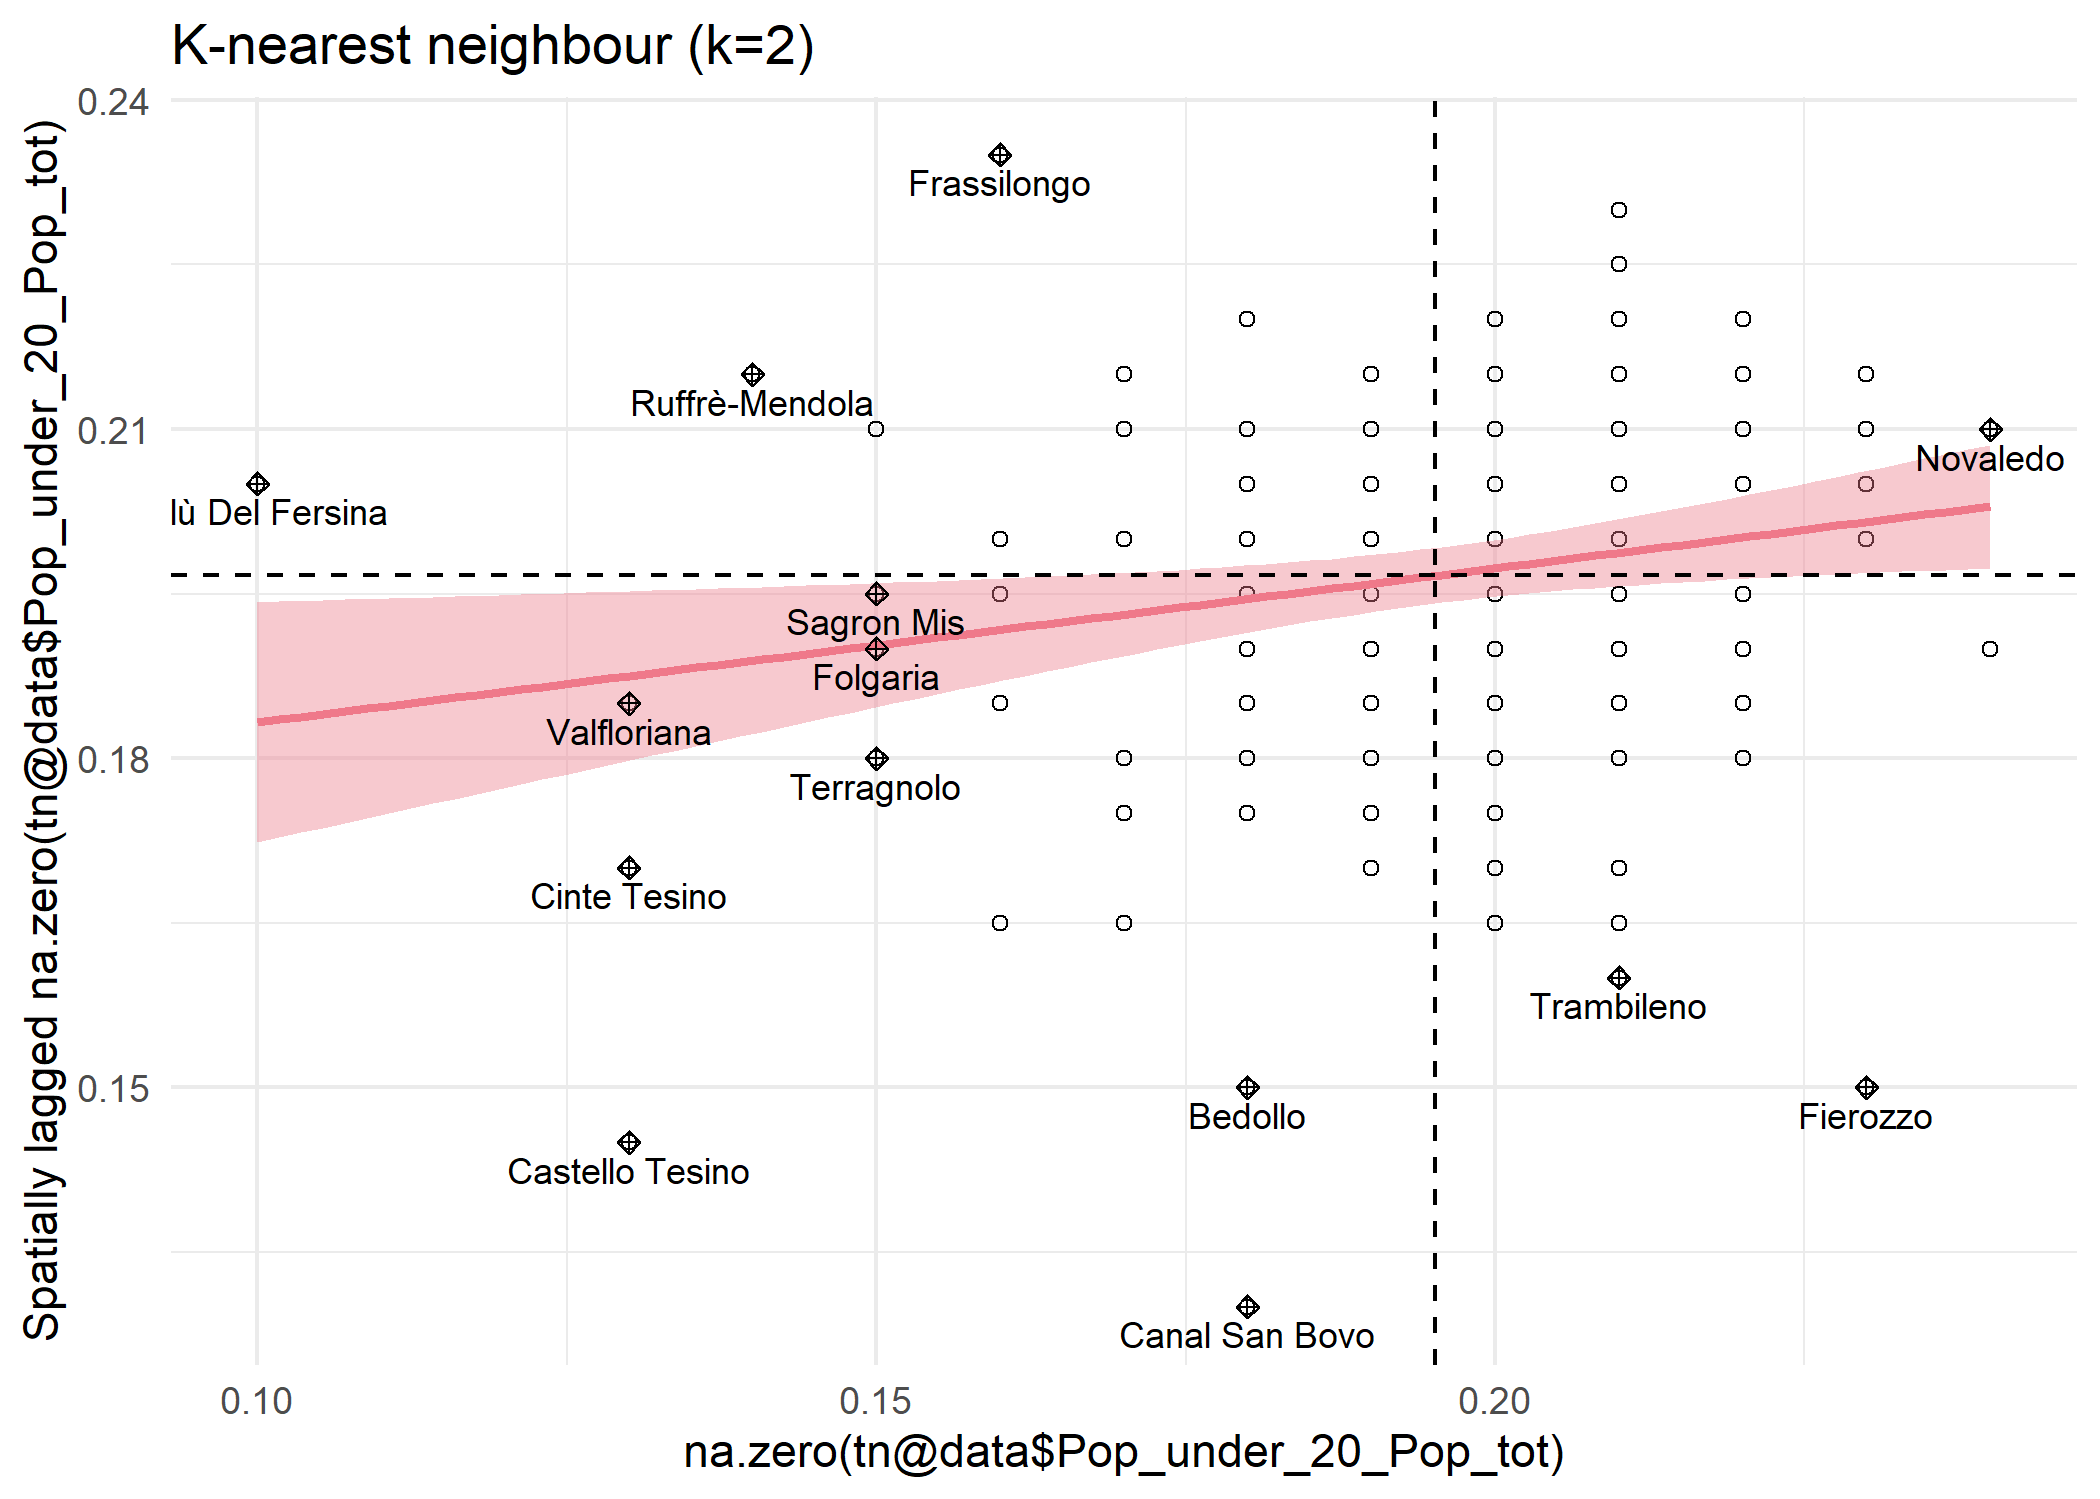 K-nearest neighbour (k=2)
Spatially lagged na.zero(tn@data$Pop_under_20_Pop_tot)
0.24
0.21
0.18
0.15
Frassilongo
Ruffrè-Mendola
Novaledo
lù Del Fersina
Sagron Mis
Folgaria
Valfloriana
Terragnolo
Cinte Tesino
Trambileno
Bedollo
Fierozzo
Castello Tesino
Canal San Bovo
0.10
0.15
0.20
na.zero(tn@data$Pop_under_20_Pop_tot)